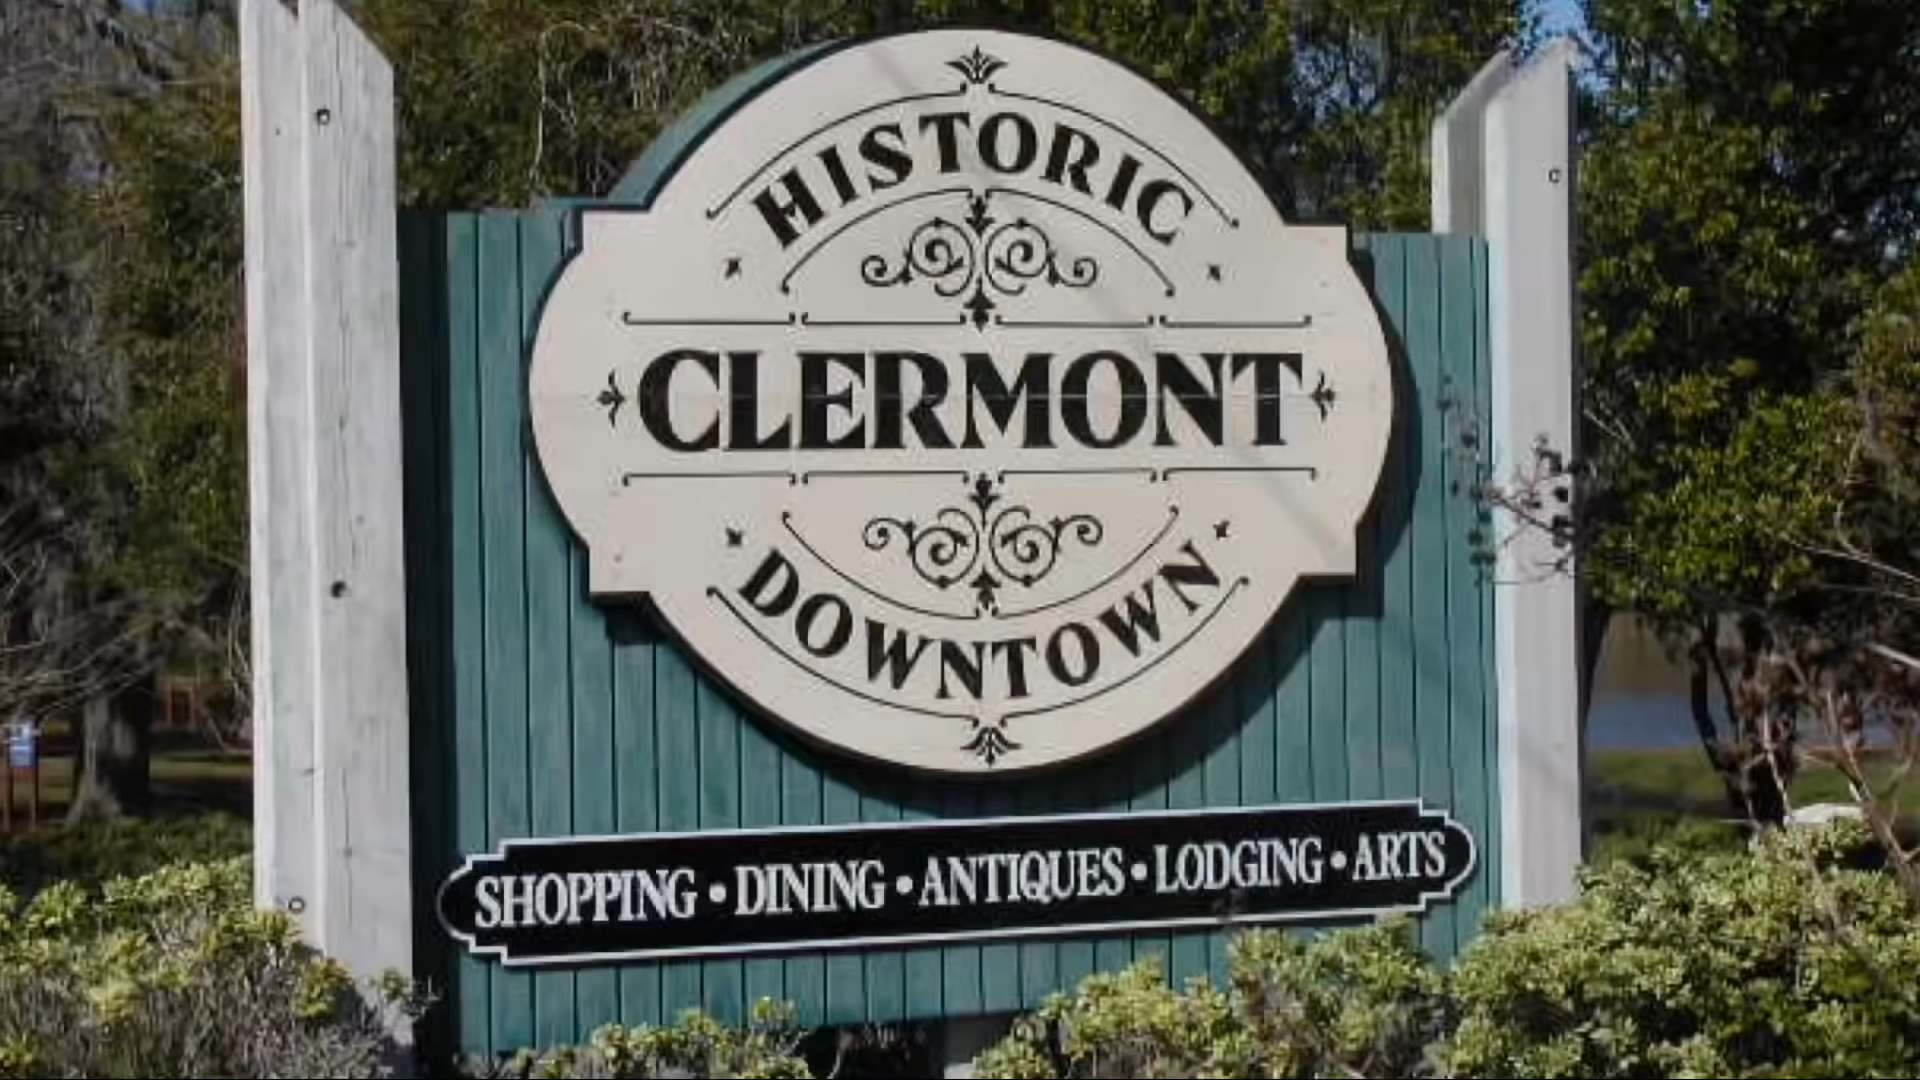 HISTORIC
CLERMONT
DOWNTOWN
SHOPPING • DINING • ANTIQUES • LODGING • ARTS